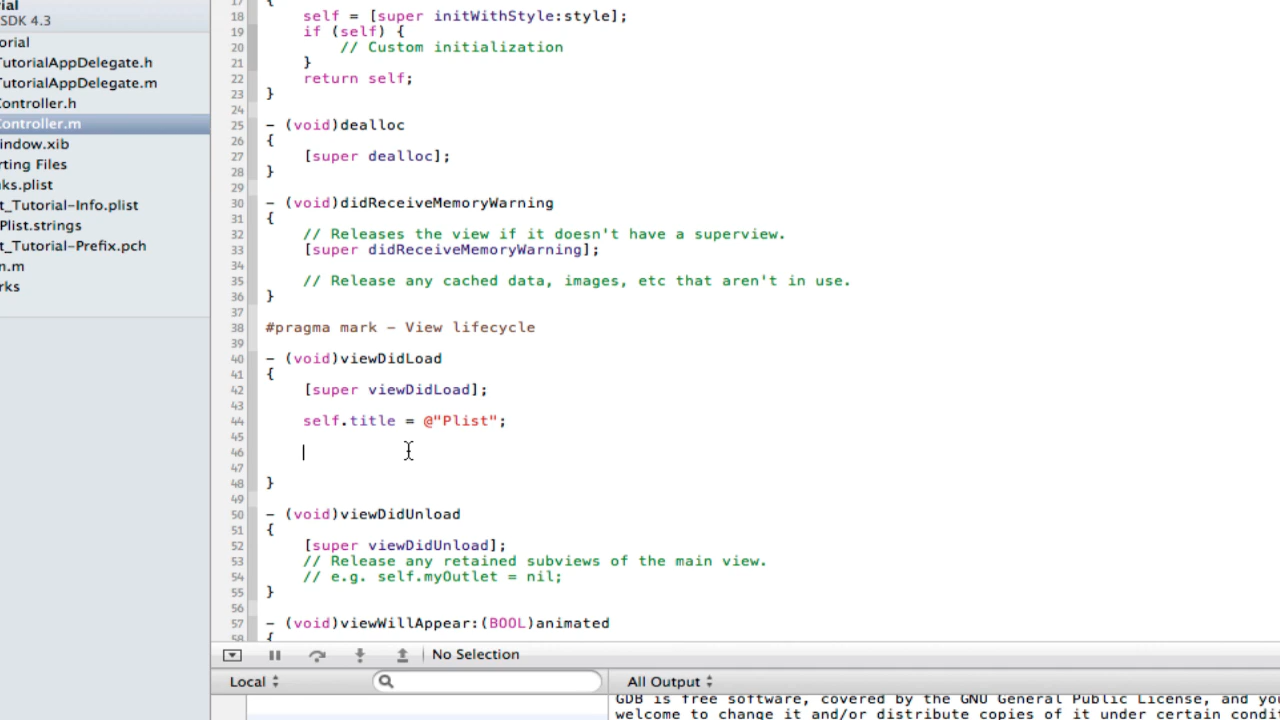 ial
SDK 4.3
orial
TutorialAppDelegate.h
TutorialAppDelegate.m
Controller.h
Controller.m
indow.xib
rting Files
ks.plist
t_Tutorial-Info.plist
Plist.strings
t_Tutorial-Prefix.pch
n.m
rks
17 {
18 self = [super initWithStyle:style];
19 if (self) {
20 // Custom initialization
21 }
22 return self;
23 }
24
25 - (void)dealloc
26 {
27 [super dealloc];
28 }
29
30 - (void)didReceiveMemoryWarning
31 {
32 // Releases the view if it doesn't have a superview.
33 [super didReceiveMemoryWarning];
34
35 // Release any cached data, images, etc that aren't in use.
36 }
37
38 #pragma mark - View lifecycle
39
40 - (void)viewDidLoad
41 {
42 [super viewDidLoad];
43
44 self.title = @"Plist";
45
46
47
48 }
49
50 - (void)viewDidUnload
51 {
52 [super viewDidUnload];
53 // Release any retained subviews of the main view.
54 // e.g. self.myOutlet = nil;
55 }
56
57 - (void)viewWillAppear:(BOOL)animated
58 {
No Selection
Local
All Output
GDB is free software, covered by the GNU General Public License, and you
welcome to change it and/or distribute copies of it under certain condit